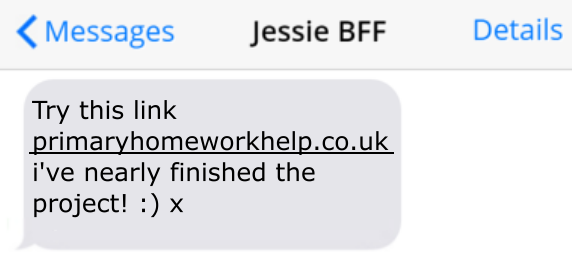 Messages Jessie BFF Details
Try this link
primaryhomeworkhelp.co.uk
i've nearly finished the
project! :) x